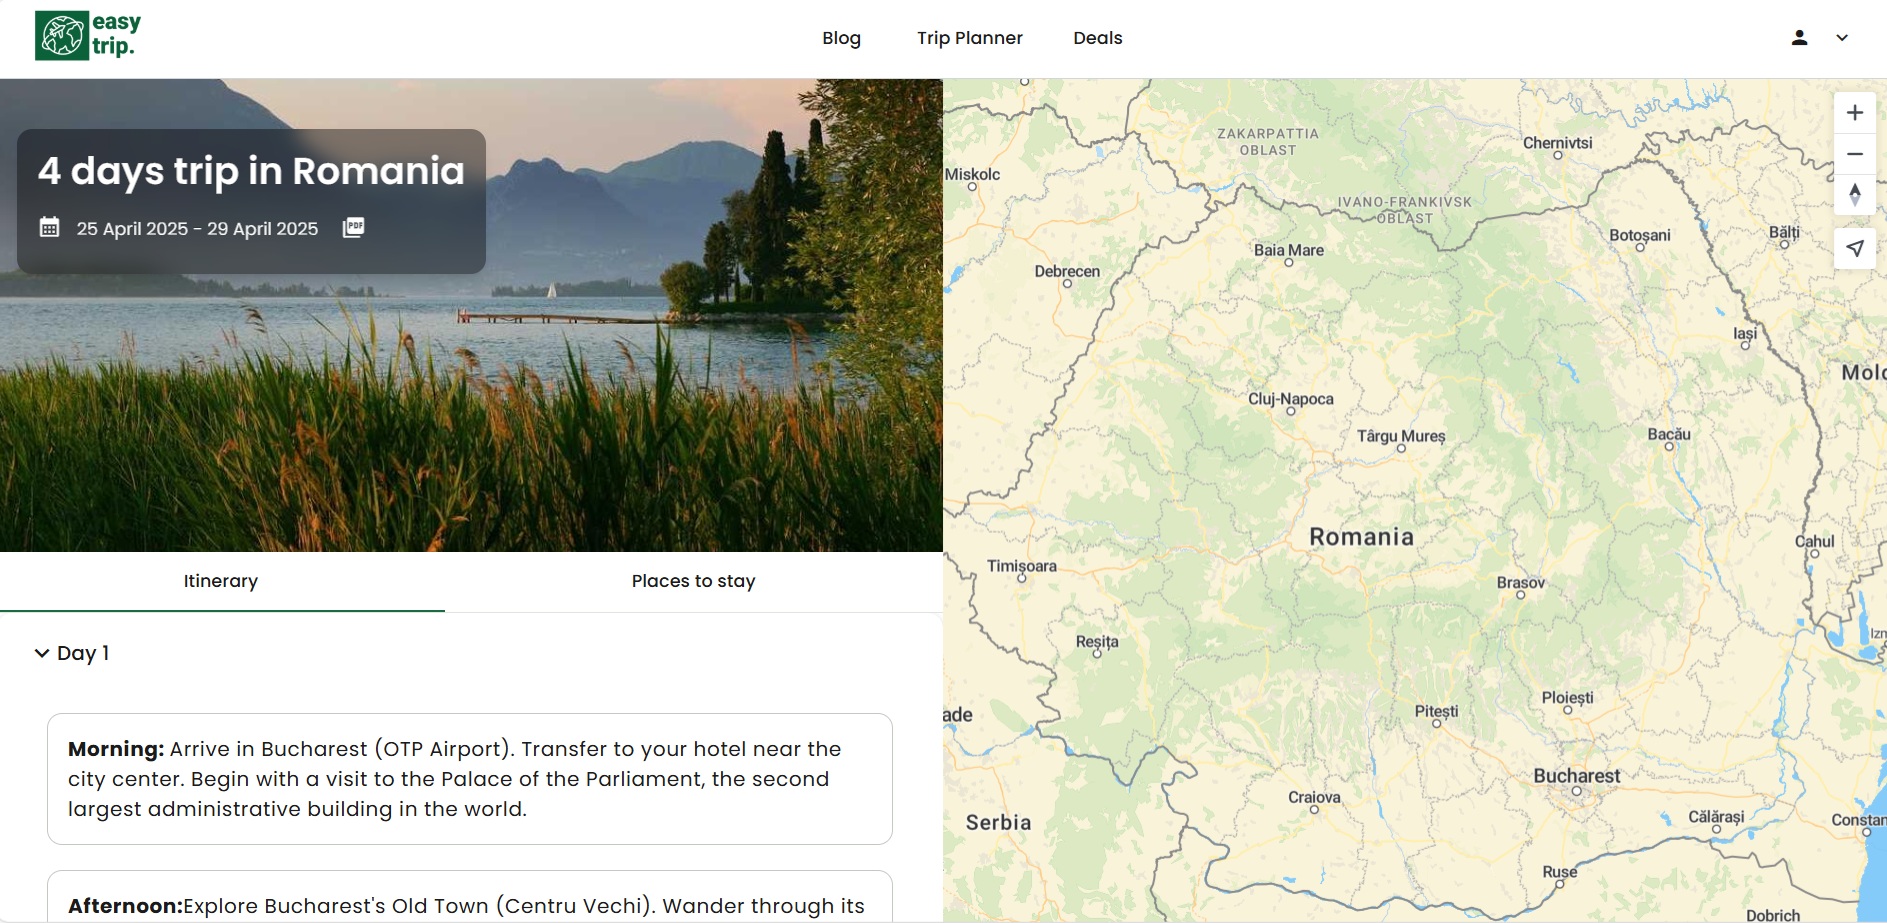 easy
trip.
Blog
Trip Planner
Deals
4 days trip in Romania
25 April 2025 - 29 April 2025
PDF
Itinerary
Places to stay
Day 1
Morning: Arrive in Bucharest (OTP Airport). Transfer to your hotel near the
city center. Begin with a visit to the Palace of the Parliament, the second
largest administrative building in the world.
Afternoon:Explore Bucharest's Old Town (Centru Vechi). Wander through its
ZAKARPATTIA
OBLAST
Chernivtsi
Miskolc
IVANO-FRANKIVSK
OBLAST
Botoșani
Bălți
Baia Mare
Debrecen
Iași
Molo
Cluj-Napoca
Târgu Mureș
Bacău
Romania
Cahul
Timișoara
Brasov
Izm
Reșița
Ploiești
Pitești
ade
Bucharest
Craiova
Serbia
Călărași
Constan
Ruse
Dobrich